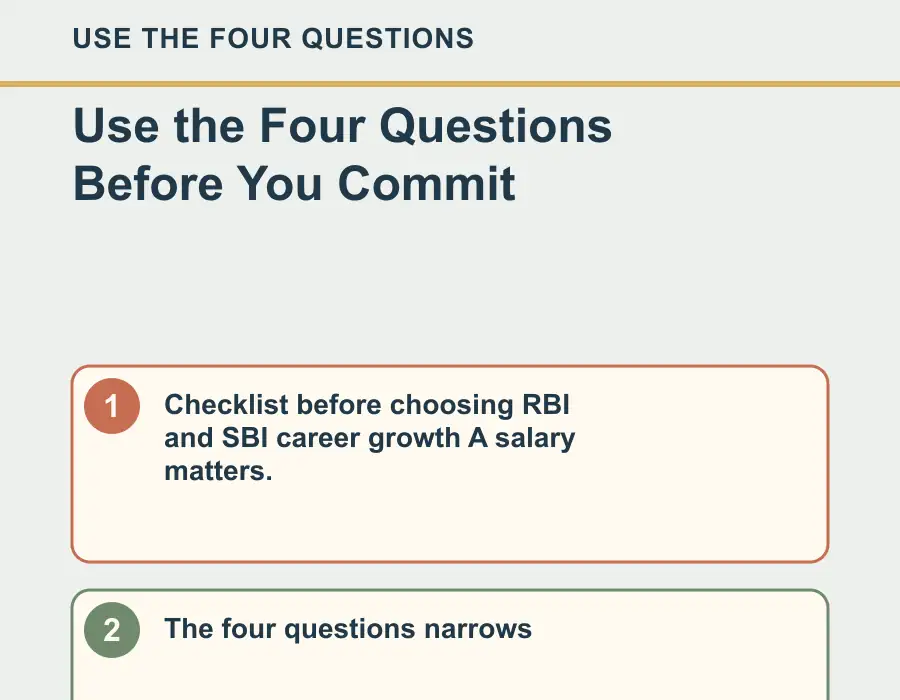 USE THE FOUR QUESTIONS
Use the Four Questions
Before You Commit
1
Checklist before choosing RBI
and SBI career growth A salary
matters.
2
The four questions narrows